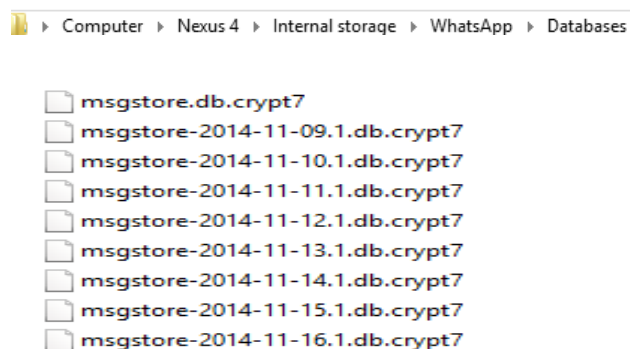 Computer Nexus 4 Internal storage WhatsApp Databases
msgstore.db.crypt7
msgstore-2014-11-09.1.db.crypt7
msgstore-2014-11-10.1.db.crypt7
msgstore-2014-11-11.1.db.crypt7
msgstore-2014-11-12.1.db.crypt7
msgstore-2014-11-13.1.db.crypt7
msgstore-2014-11-14.1.db.crypt7
msgstore-2014-11-15.1.db.crypt7
msgstore-2014-11-16.1.db.crypt7